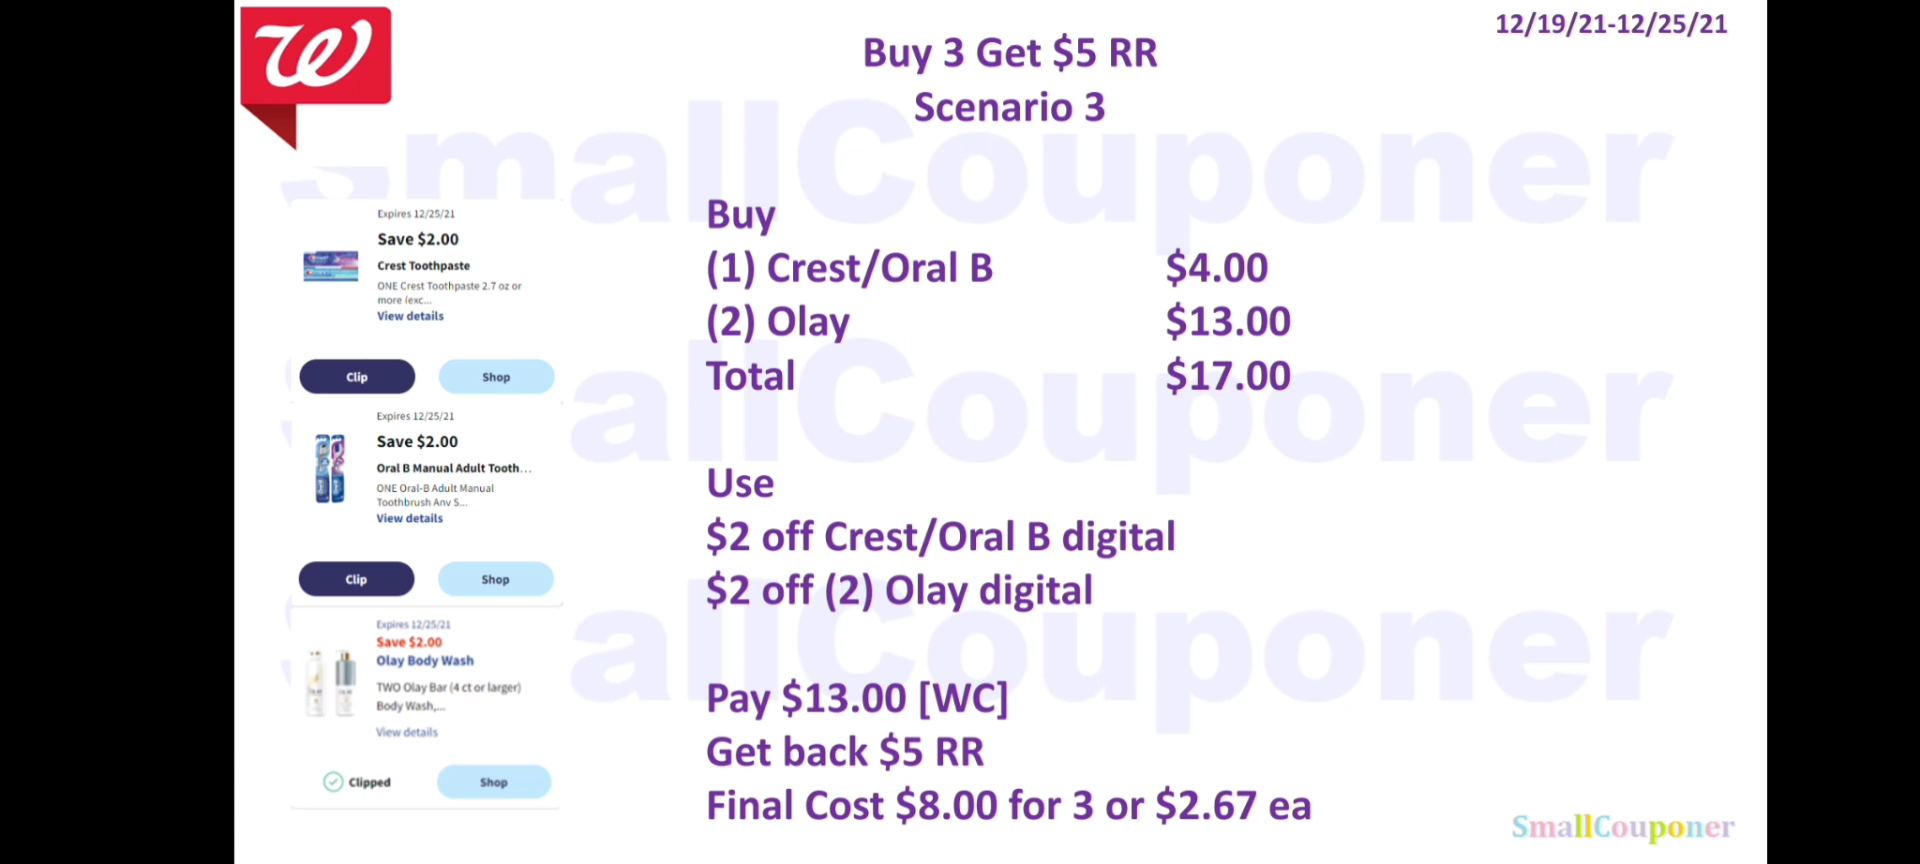 12/19/21-12/25/21
Buy 3 Get $5 RR
Scenario 3
SmallCouponer
Expires 12/25/21
Save $2.00
Crest Toothpaste
ONE Crest Toothpaste 2.7 oz or
more (exc...
View details
Clip Shop
Expires 12/25/21
Save $2.00
Oral B Manual Adult Tooth...
ONE Oral-B Adult Manual
Toothbrush Any S...
View details
Clip Shop
Expires 12/25/21
Save $2.00
Olay Body Wash
TWO Olay Bar (4 ct or larger)
Body Wash,...
View details
Clipped Shop
Buy
(1) Crest/Oral B $4.00
(2) Olay $13.00
Total $17.00
Use
$2 off Crest/Oral B digital
$2 off (2) Olay digital
Pay $13.00 [WC]
Get back $5 RR
Final Cost $8.00 for 3 or $2.67 ea
SmallCouponer